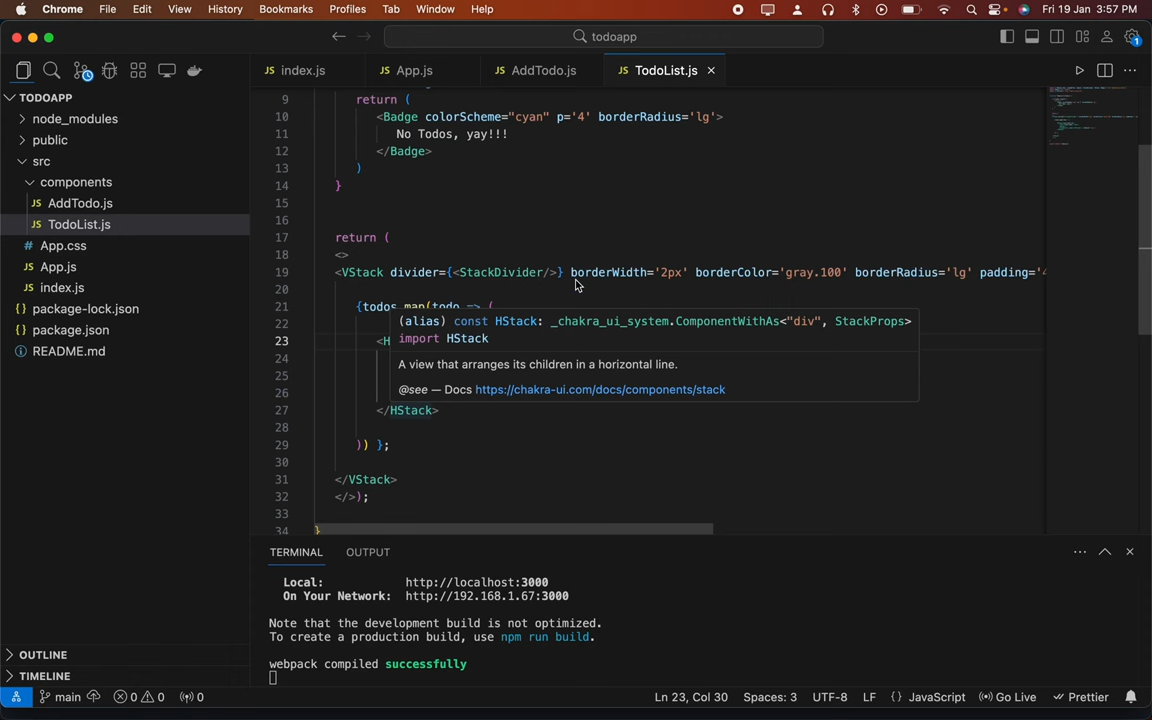 Chrome File Edit View History Bookmarks Profiles Tab Window Help Fri 19 Jan 3:57 PM
todoapp
1
index.js App.js AddTodo.js TodoList.js
TODOAPP
node_modules
public
src
components
JS AddTodo.js
JS TodoList.js
# App.css
JS App.js
JS index.js
{} package-lock.json
{} package.json
README.md
OUTLINE
TIMELINE
9 return (
10 <Badge colorScheme="cyan" p='4' borderRadius='lg'>
11 No Todos, yay!!!
12 </Badge>
13 )
14 }
15
16
17 return (
18 <>
19 <VStack divider={<StackDivider/>} borderWidth='2px' borderColor='gray.100' borderRadius='lg' padding='4
20
21 {todos.map(todo => (
22
23 <H
(alias) const HStack: _chakra_ui_system.ComponentWithAs<"div", StackProps>
import HStack
A view that arranges its children in a horizontal line.
@see — Docs https://chakra-ui.com/docs/components/stack
24
25
26
27 </HStack>
28
29 )) };
30
31 </VStack>
32 </>);
33
34 }
TERMINAL OUTPUT
Local: http://localhost:3000
On Your Network: http://192.168.1.67:3000
Note that the development build is not optimized.
To create a production build, use npm run build.
webpack compiled successfully
main 0 0 0 Ln 23, Col 30 Spaces: 3 UTF-8 LF {} JavaScript Go Live Prettier